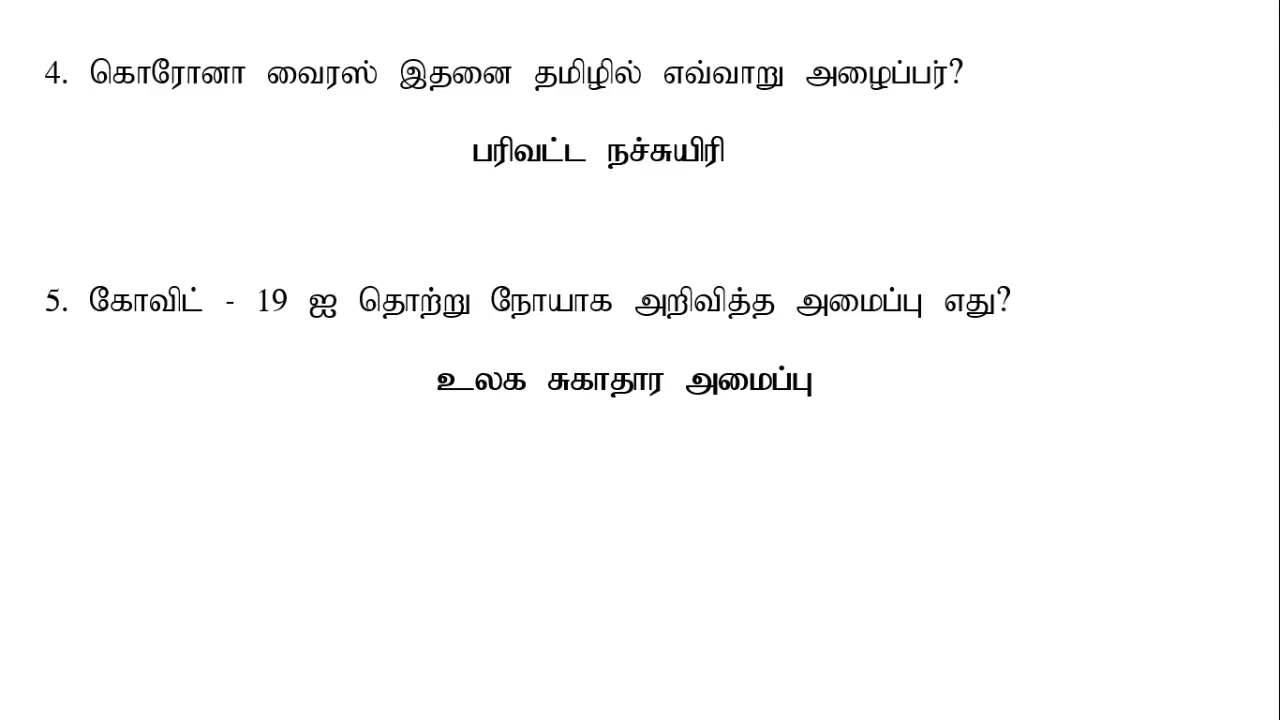 4. கொரோனா வைரஸ் இதனை தமிழில் எவ்வாறு அழைப்பர்?
பரிவட்ட நச்சுயிரி
5. கோவிட் - 19 ஐ தொற்று நோயாக அறிவித்த அமைப்பு எது?
உலக சுகாதார அமைப்பு